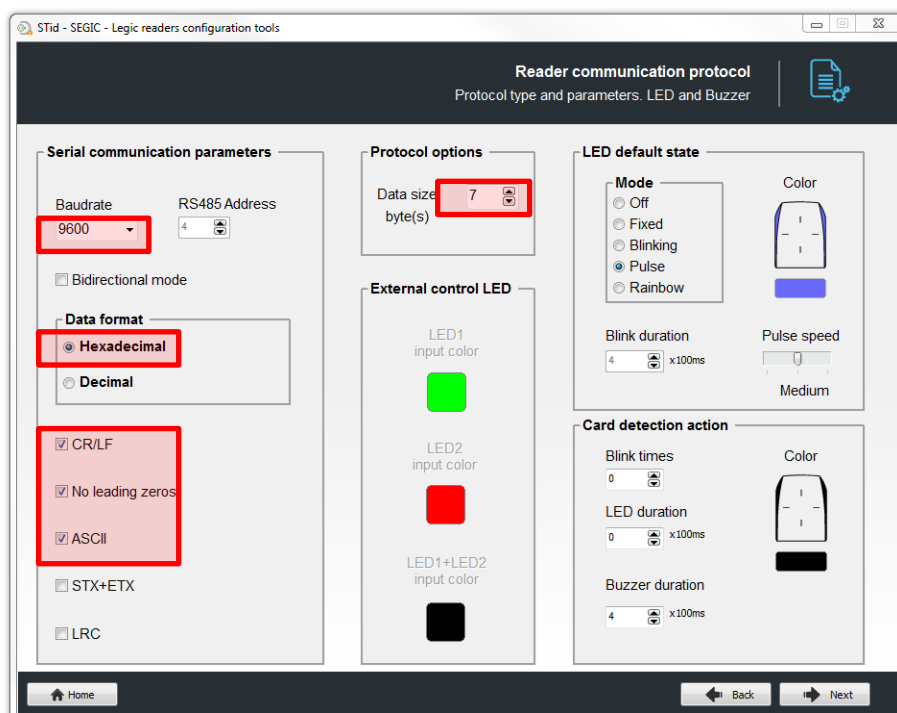 STid - SEGIC - Legic readers configuration tools
Reader communication protocol
Protocol type and parameters. LED and Buzzer
Serial communication parameters
Baudrate
RS485 Address
9600
4
Bidirectional mode
Data format
Hexadecimal
Decimal
CR/LF
No leading zeros
ASCII
STX+ETX
LRC
Protocol options
Data size
7
byte(s)
External control LED
LED1
input color
LED2
input color
LED1+LED2
input color
LED default state
Mode
Off
Fixed
Blinking
Pulse
Rainbow
Color
Blink duration
4 x100ms
Pulse speed
Medium
Card detection action
Blink times
0
LED duration
0 x100ms
Buzzer duration
4 x100ms
Color
Home
Back
Next